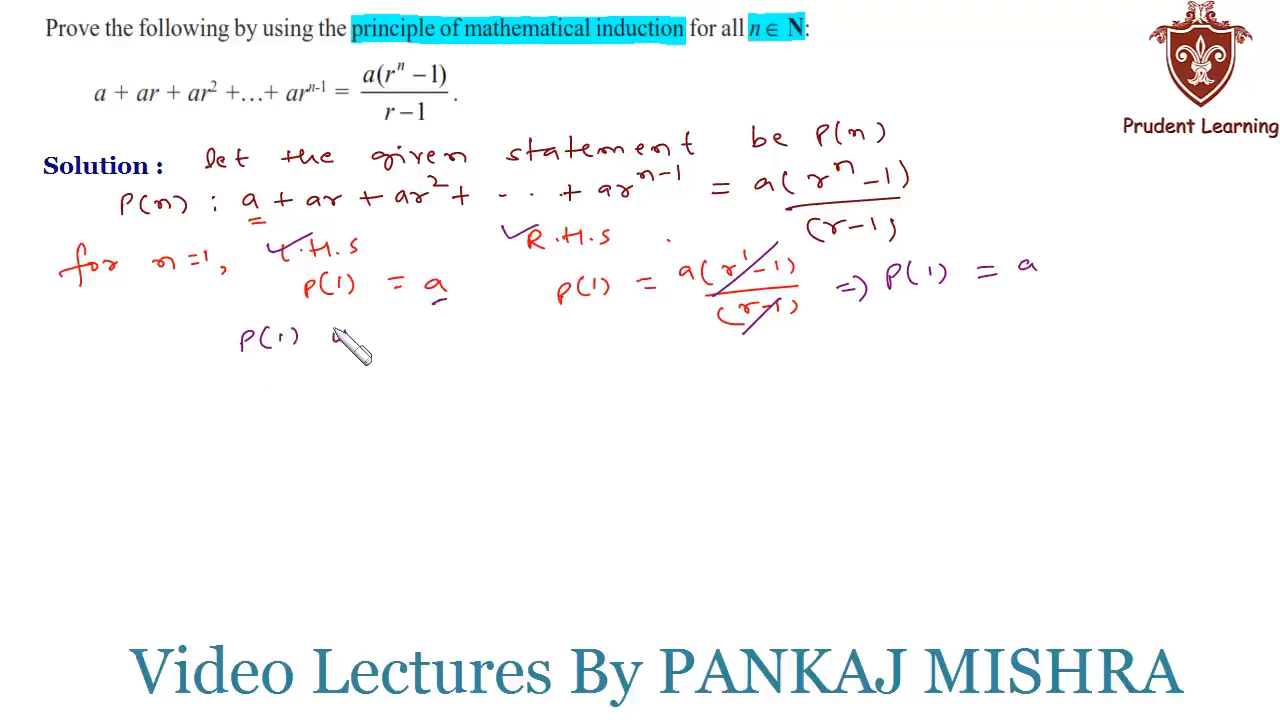 Prove the following by using the principle of mathematical induction for all n ∈ N:
a + ar + ar² +...+ arⁿ⁻¹ = a(rⁿ – 1) / r – 1 .
Prudent Learning
Solution : let the given statement be P(n)
P(n) : a + ar + ar² + - . . + arⁿ⁻¹ = a(rⁿ – 1) / (r–1)
for n=1, L.H.S R.H.S .
P(1) = a P(1) = a(r¹–1) / (r–1) => P(1) = a
P(1)
Video Lectures By PANKAJ MISHRA